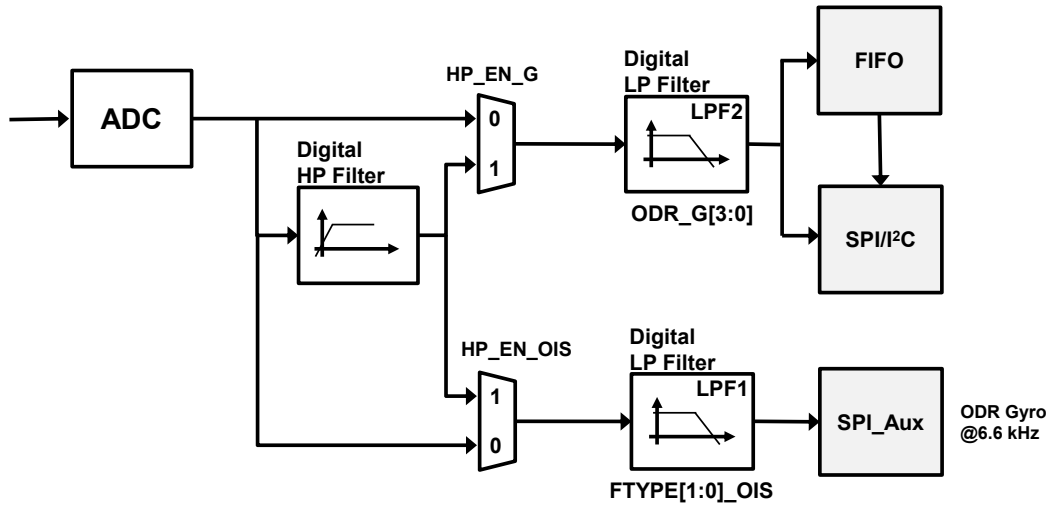 ADC
Digital
HP Filter
HP_EN_G
0
1
Digital
LP Filter
LPF2
ODR_G[3:0]
FIFO
SPI/I²C
HP_EN_OIS
1
0
Digital
LP Filter
LPF1
FTYPE[1:0]_OIS
SPI_Aux
ODR Gyro
@6.6 kHz